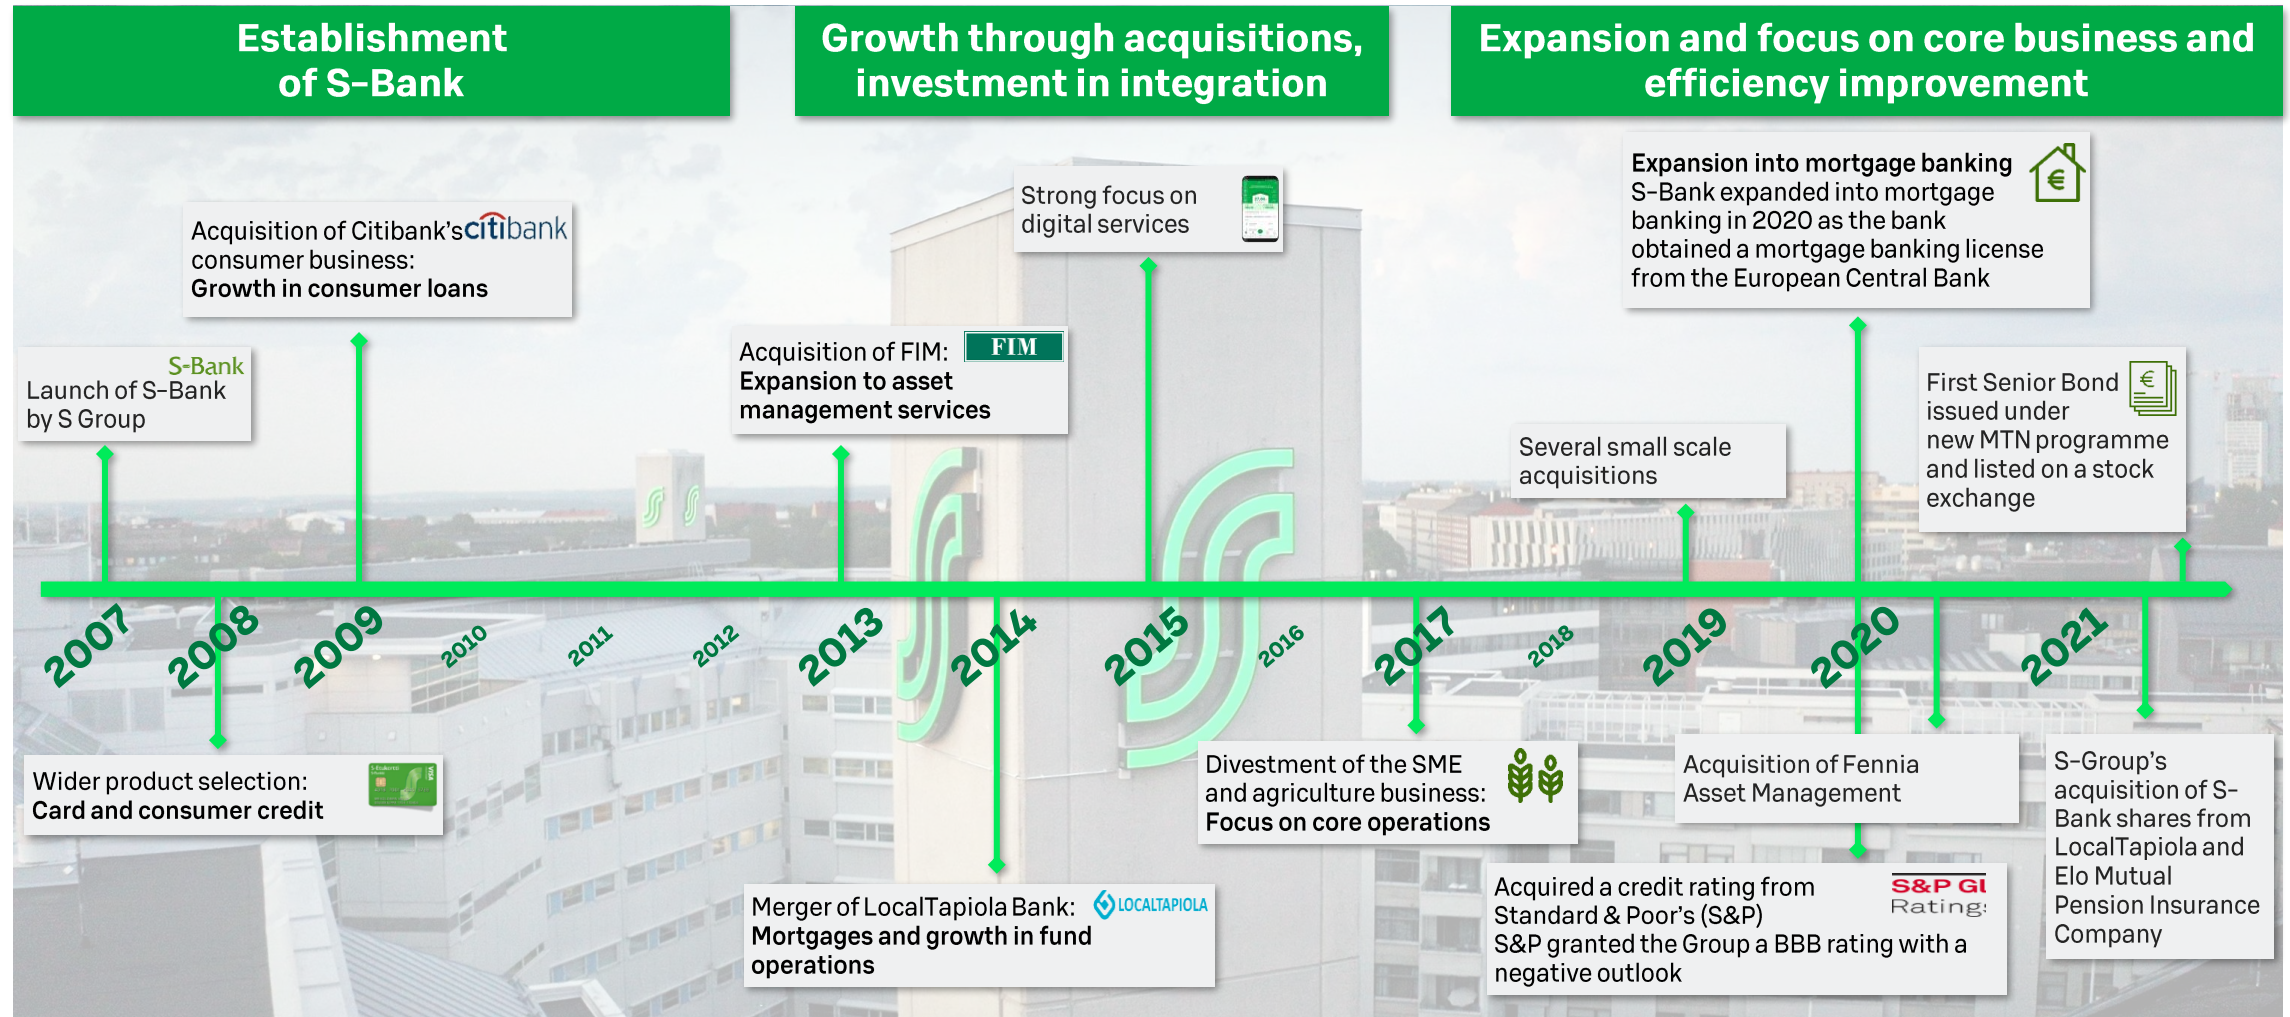 Establishment
of S-Bank
Growth through acquisitions,
investment in integration
Expansion and focus on core business and
efficiency improvement
S-Bank
Launch of S-Bank
by S Group
Acquisition of Citibank's
citibank
consumer business:
Growth in consumer loans
Acquisition of FIM:
FIM
Expansion to asset
management services
Strong focus on
digital services
Several small scale
acquisitions
Expansion into mortgage banking
S-Bank expanded into mortgage
banking in 2020 as the bank
obtained a mortgage banking license
from the European Central Bank
€
First Senior Bond
issued under
new MTN programme
and listed on a stock
exchange
€
2007
2008
2009
2010
2011
2012
2013
2014
2015
2016
2017
2018
2019
2020
2021
Wider product selection:
Card and consumer credit
VISA
Merger of LocalTapiola Bank:
LOCALTAPIOLA
Mortgages and growth in fund
operations
Divestment of the SME
and agriculture business:
Focus on core operations
Acquisition of Fennia
Asset Management
Acquired a credit rating from
Standard & Poor's (S&P)
S&P granted the Group a BBB rating with a
negative outlook
S&P Gl
Rating
S-Group's
acquisition of S-
Bank shares from
LocalTapiola and
Elo Mutual
Pension Insurance
Company